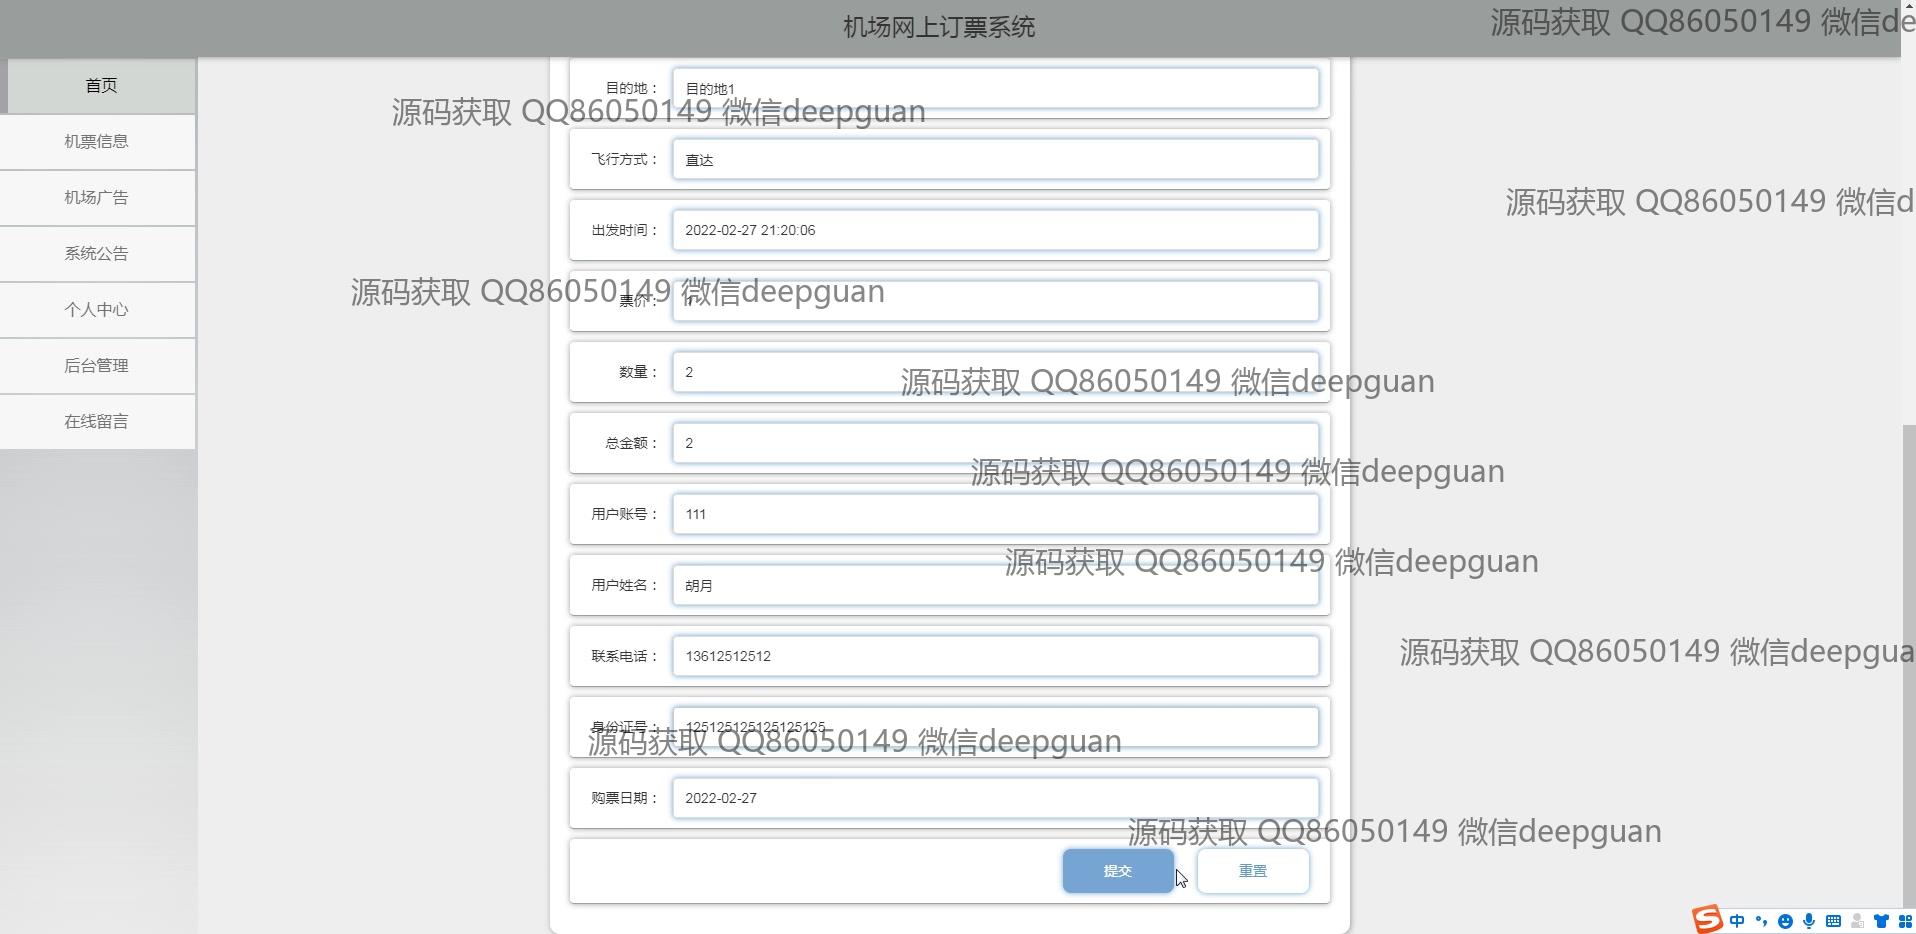 机场网上订票系统
源码获取 QQ86050149 微信de
首页
机票信息
机场广告
系统公告
个人中心
后台管理
在线留言
目的地： 目的地1
源码获取 QQ86050149 微信deepguan
飞行方式： 直达
源码获取 QQ86050149 微信d
出发时间： 2022-02-27 21:20:06
票价： 1
源码获取 QQ86050149 微信deepguan
数量： 2
源码获取 QQ86050149 微信deepguan
总金额： 2
源码获取 QQ86050149 微信deepguan
用户账号： 111
源码获取 QQ86050149 微信deepguan
用户姓名： 胡月
联系电话： 13612512512
源码获取 QQ86050149 微信deepgua
身份证号： 125125125125125125
源码获取 QQ86050149 微信deepguan
购票日期： 2022-02-27
源码获取 QQ86050149 微信deepguan
提交 重置
S 中